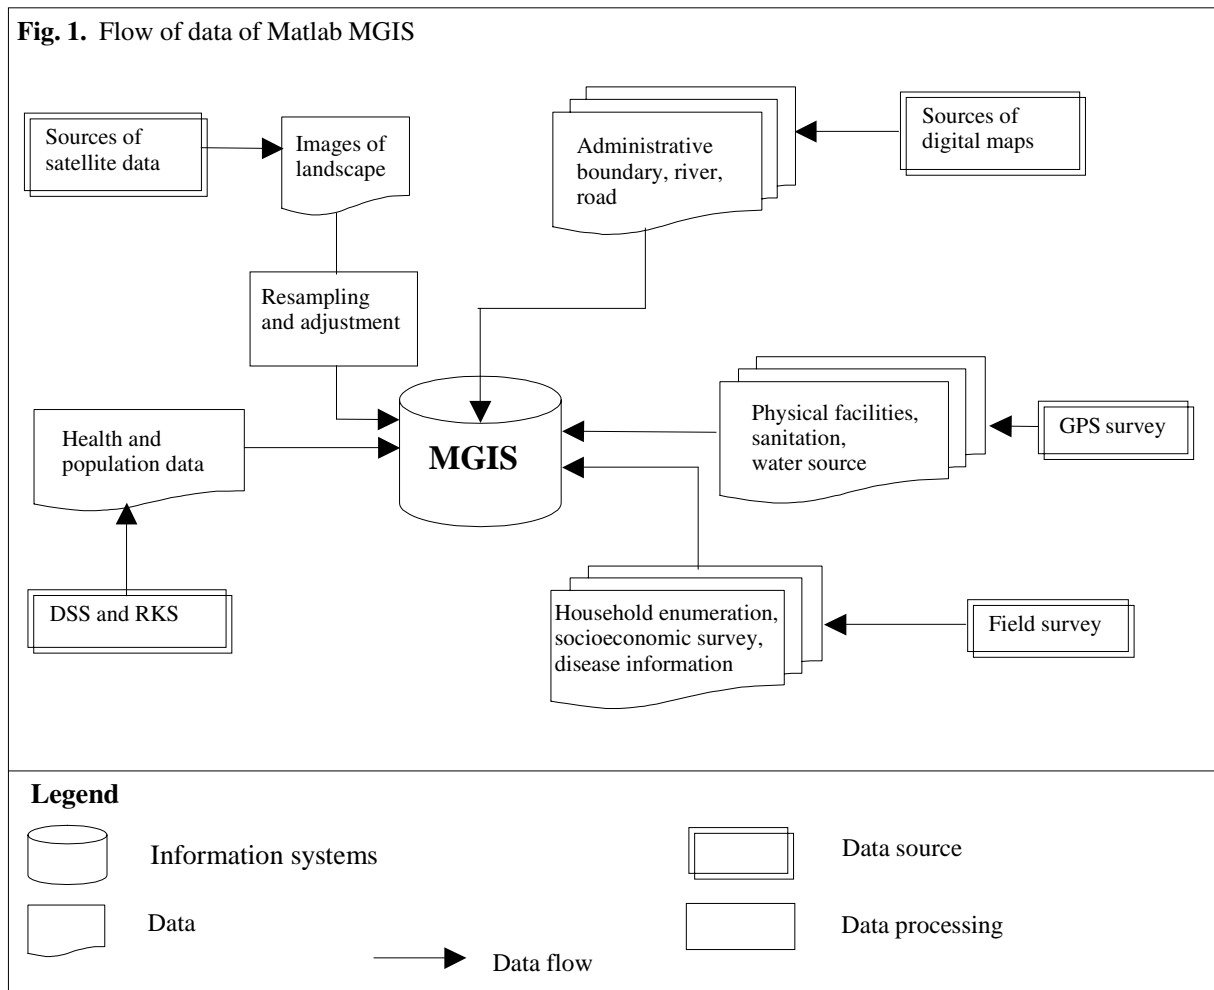 Fig. 1. Flow of data of Matlab MGIS
Sources of
satellite data
Images of
landscape
Administrative
boundary, river,
road
Sources of
digital maps
Resampling
and adjustment
Health and
population data
MGIS
Physical facilities,
sanitation,
water source
GPS survey
DSS and RKS
Household enumeration,
socioeconomic survey,
disease information
Field survey
Legend
Information systems
Data source
Data
Data processing
Data flow